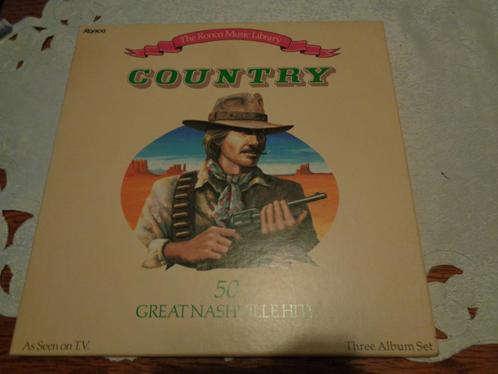 Ronco
The Ronco Music Library
COUNTRY
50
GREAT NASHVILLE HITS
As Seen on T.V.
Three Album Set